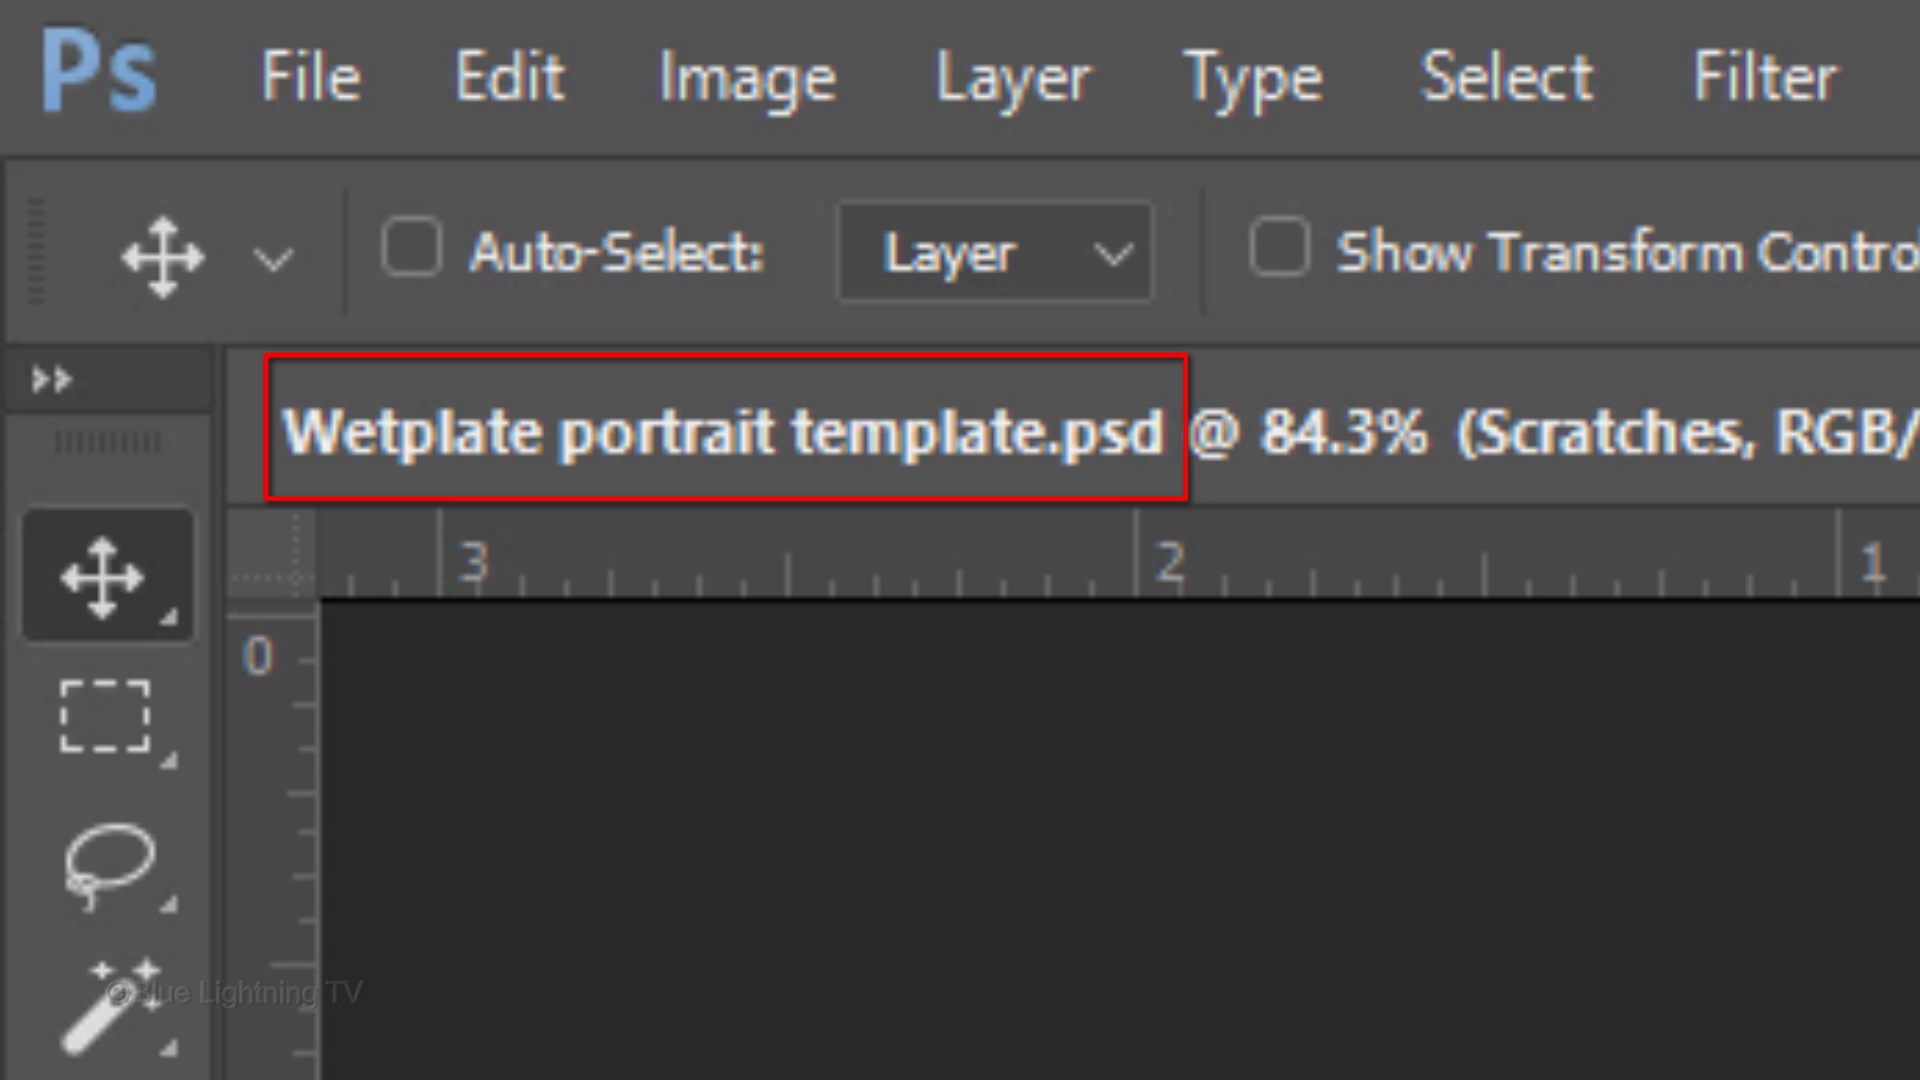 Ps File Edit Image Layer Type Select Filter
Auto-Select: Layer Show Transform Contro
Wetplate portrait template.psd @ 84.3% (Scratches, RGB/
3 2 1
0
©Blue Lightning TV